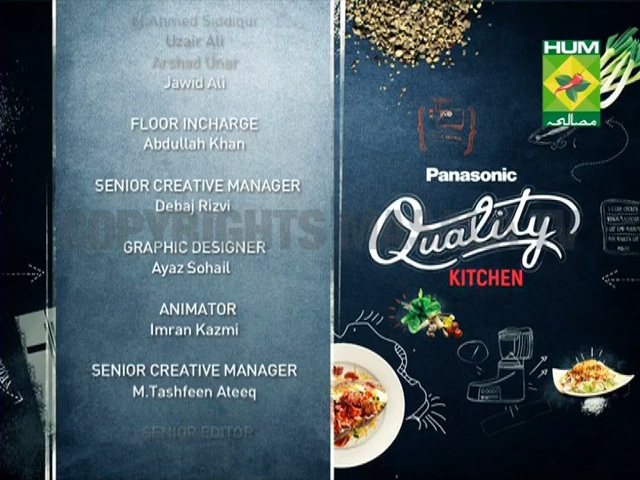 M.Ahmed Siddiqui
Uzair Ali
Arshad Unar
Jawid Ali
FLOOR INCHARGE
Abdullah Khan
SENIOR CREATIVE MANAGER
Debaj Rizvi
GRAPHIC DESIGNER
Ayaz Sohail
ANIMATOR
Imran Kazmi
SENIOR CREATIVE MANAGER
M.Tashfeen Ateeq
SENIOR EDITOR
COPYRIGHTS
HUM
مصالحہ
Panasonic
Quality
KITCHEN